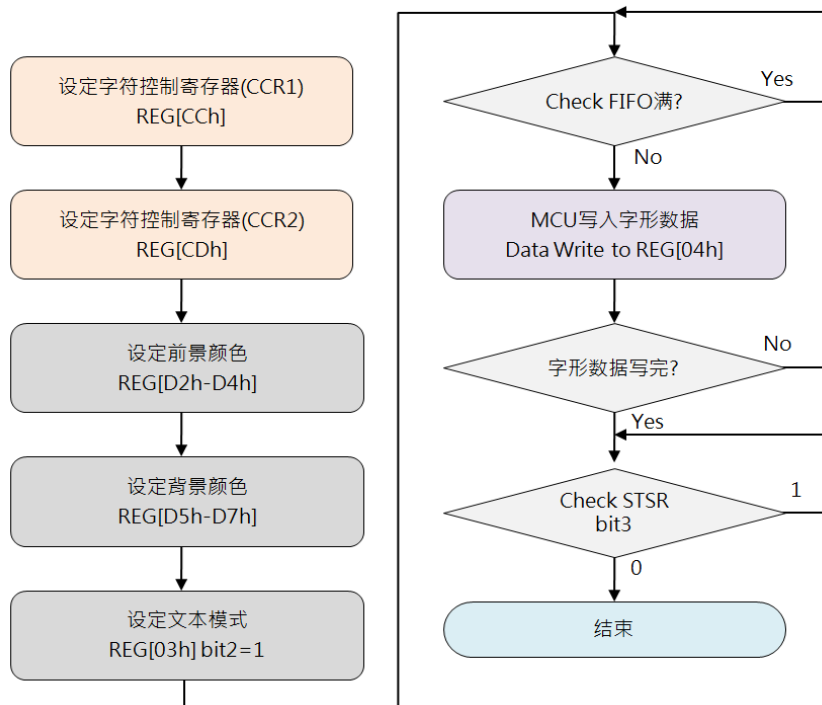 设定字符控制寄存器(CCR1)
REG[CCh]
设定字符控制寄存器(CCR2)
REG[CDh]
设定前景颜色
REG[D2h-D4h]
设定背景颜色
REG[D5h-D7h]
设定文本模式
REG[03h] bit2=1
Check FIFO满?
Yes
No
MCU写入字形数据
Data Write to REG[04h]
字形数据写完?
No
Yes
Check STSR
bit3
1
0
结束